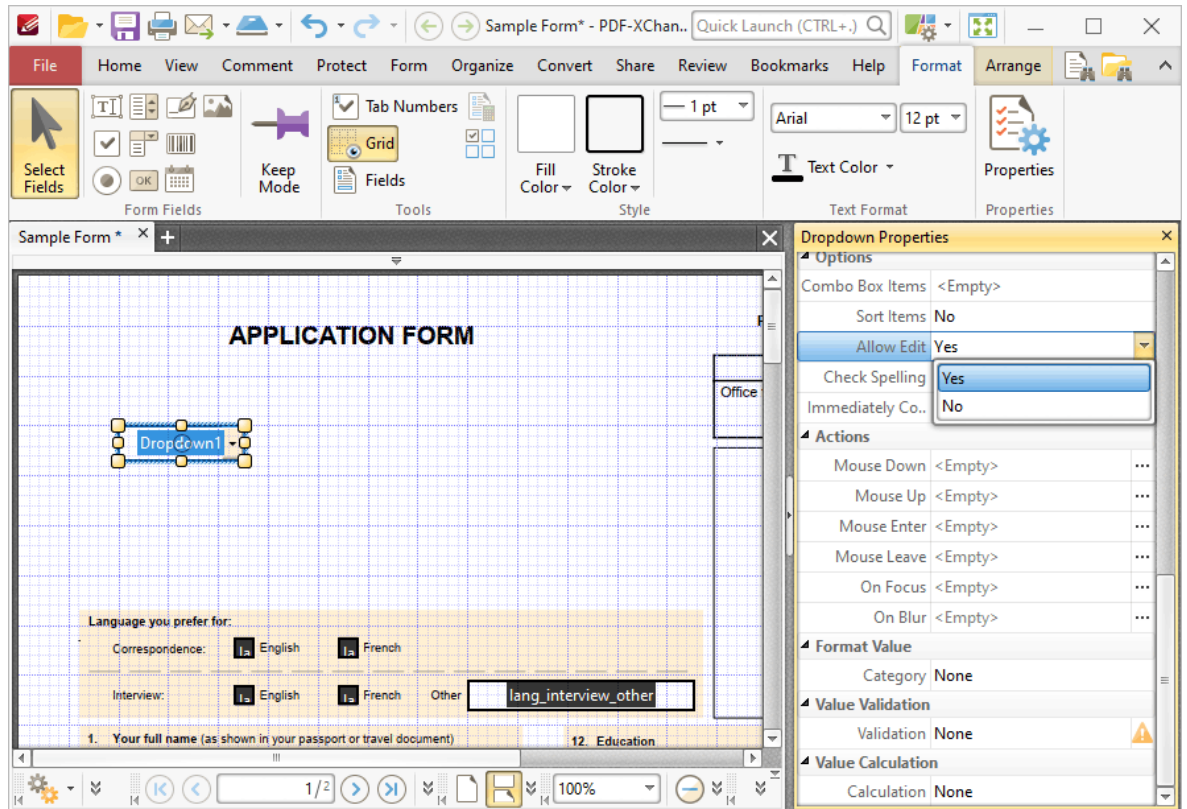 Sample Form* - PDF-XChan.. Quick Launch (CTRL+.)
File Home View Comment Protect Form Organize Convert Share Review Bookmarks Help Format Arrange
Select Fields
OK
Form Fields
Keep Mode
Tab Numbers
Grid
Fields
Tools
Fill Color
Stroke Color
1 pt
Style
Arial 12 pt
T Text Color
Text Format
Properties
Properties
Sample Form *
APPLICATION FORM
Office
Dropdown1
Language you prefer for:
Correspondence: English French
Interview: English French Other lang_interview_other
1. Your full name (as shown in your passport or travel document)
12. Education
1/2
100%
Dropdown Properties
Options
Combo Box Items <Empty>
Sort Items No
Allow Edit Yes
Check Spelling Yes
Immediately Co.. No
Actions
Mouse Down <Empty> ...
Mouse Up <Empty> ...
Mouse Enter <Empty> ...
Mouse Leave <Empty> ...
On Focus <Empty> ...
On Blur <Empty> ...
Format Value
Category None
Value Validation
Validation None
Value Calculation
Calculation None